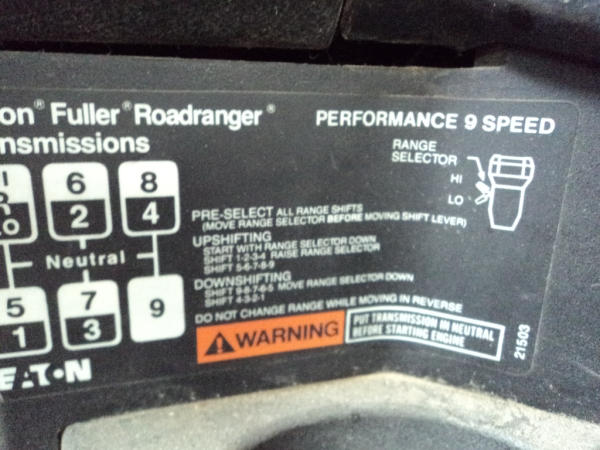 on® Fuller® Roadranger®
nsmissions
PERFORMANCE 9 SPEED
RANGE
SELECTOR
HI
LO
R
LO
6
2
8
4
Neutral
5
1
7
3
9
PRE-SELECT ALL RANGE SHIFTS
(MOVE RANGE SELECTOR BEFORE MOVING SHIFT LEVER)
UPSHIFTING
START WITH RANGE SELECTOR DOWN
SHIFT 1-2-3-4 RAISE RANGE SELECTOR
SHIFT 5-6-7-8-9
DOWNSHIFTING
SHIFT 9-8-7-6-5 MOVE RANGE SELECTOR DOWN
SHIFT 4-3-2-1
DO NOT CHANGE RANGE WHILE MOVING IN REVERSE
WARNING
PUT TRANSMISSION IN NEUTRAL
BEFORE STARTING ENGINE
21503
EATON